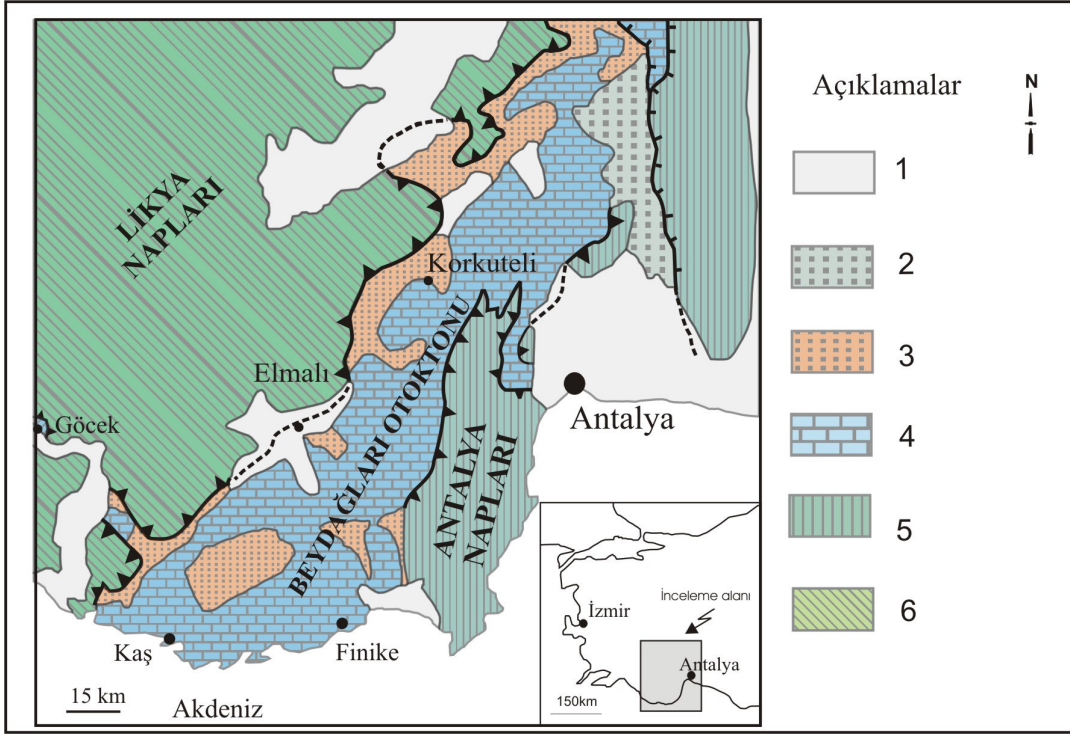 Açıklamalar
N
1
2
3
4
5
6
LİKYA
NAPLARI
Korkuteli
Elmalı
Göcek
BEYDAĞLARI OTOKTONU
ANTALYA
NAPLARI
Antalya
Kaş
Finike
15 km
Akdeniz
İnceleme alanı
İzmir
Antalya
150km